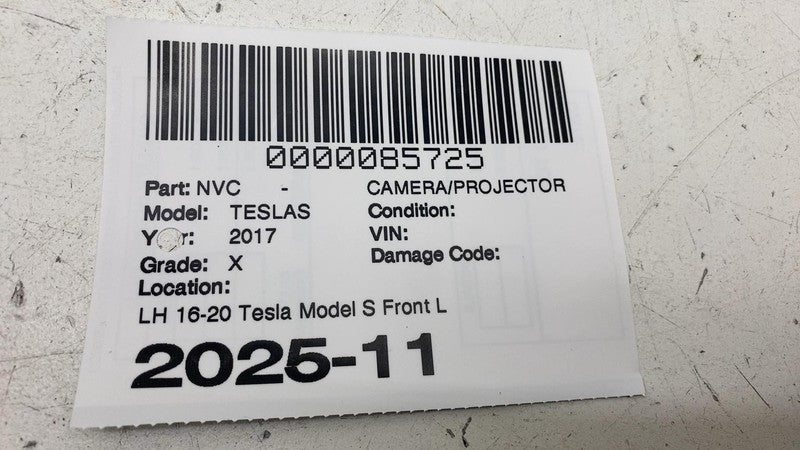 0000085725
Part: NVC - CAMERA/PROJECTOR
Model: TESLAS Condition:
2017 VIN:
Grade: X Damage Code:
Location:
LH 16-20 Tesla Model S Front L
2025-11